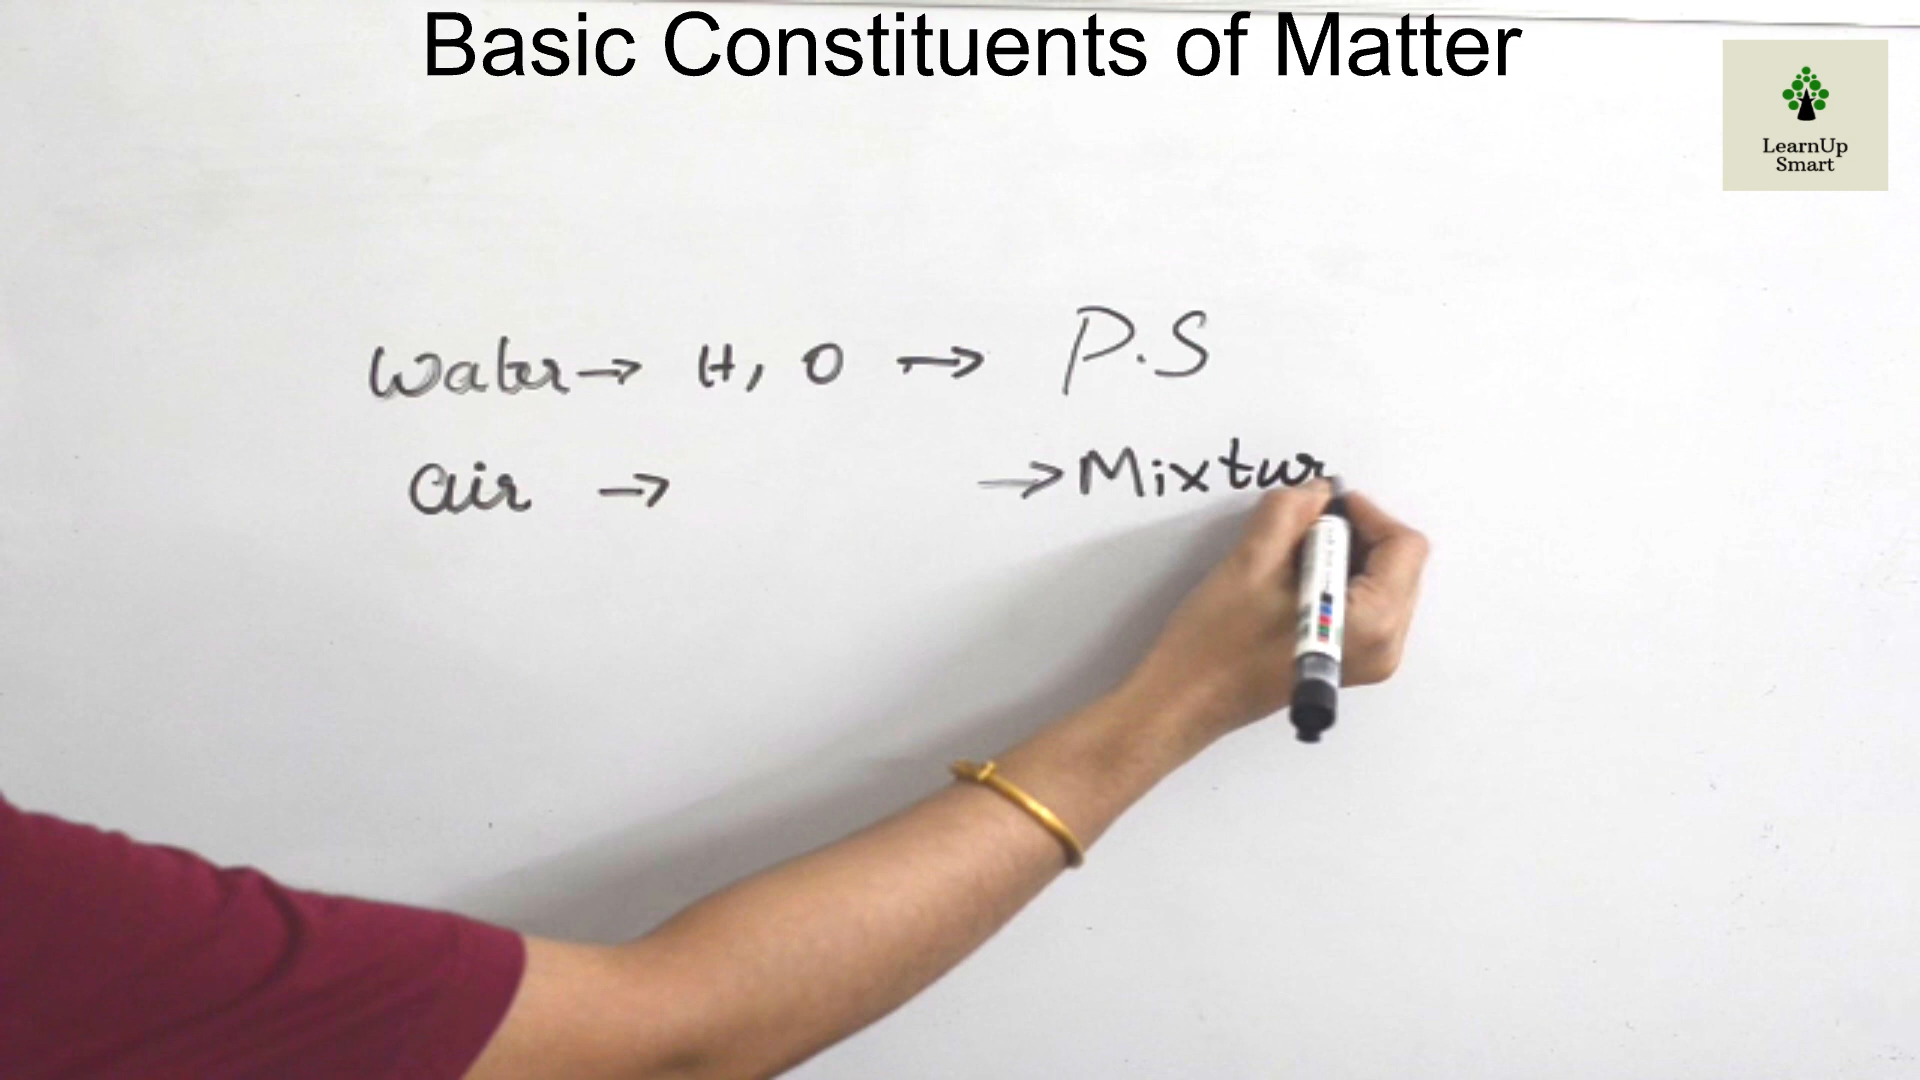 Basic Constituents of Matter
LearnUp
Smart
Water → H, O → P.S
air → → Mixtur